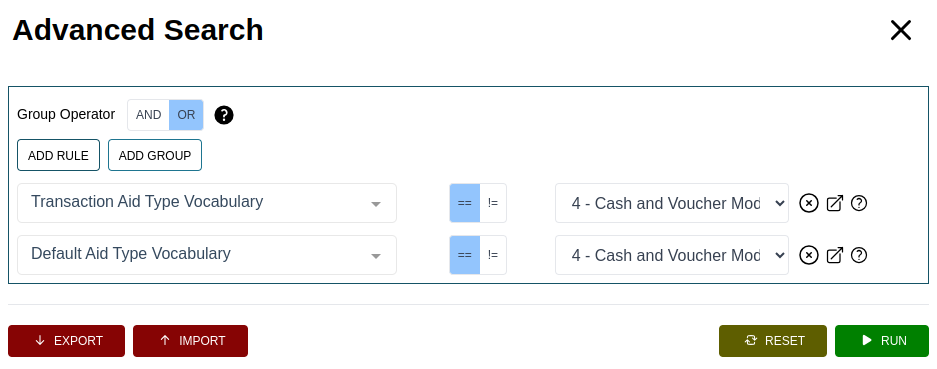 Advanced Search
Group Operator AND OR ?
ADD RULE ADD GROUP
Transaction Aid Type Vocabulary == != 4 - Cash and Voucher Mod ?
Default Aid Type Vocabulary == != 4 - Cash and Voucher Mod ?
EXPORT IMPORT RESET RUN